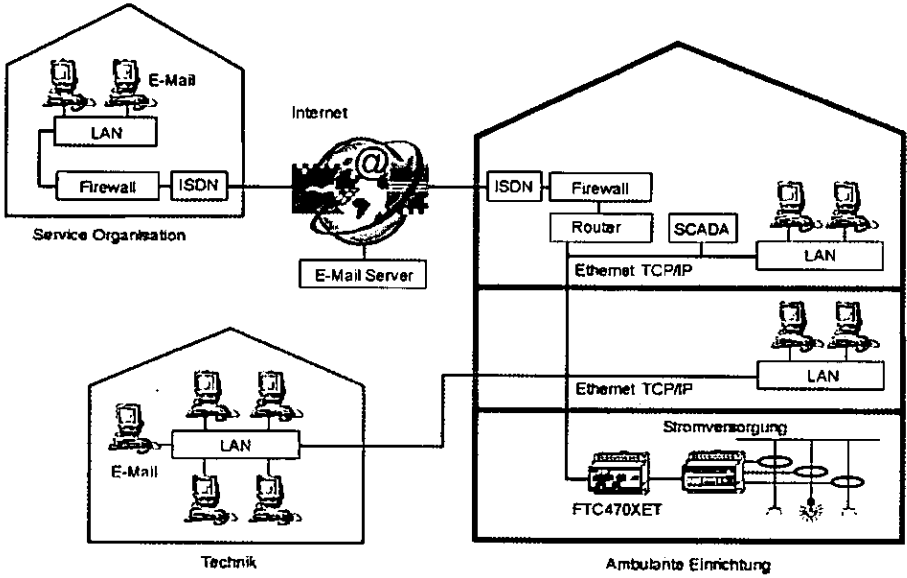 E-Mail
LAN
Firewall
ISDN
Service Organisation
Internet
@
E-Mail Server
ISDN
Firewall
Router
SCADA
LAN
Ethernet TCP/IP
LAN
Ethernet TCP/IP
Stromversorgung
FTC470XET
Ambulante Einrichtung
LAN
E-Mail
Technik